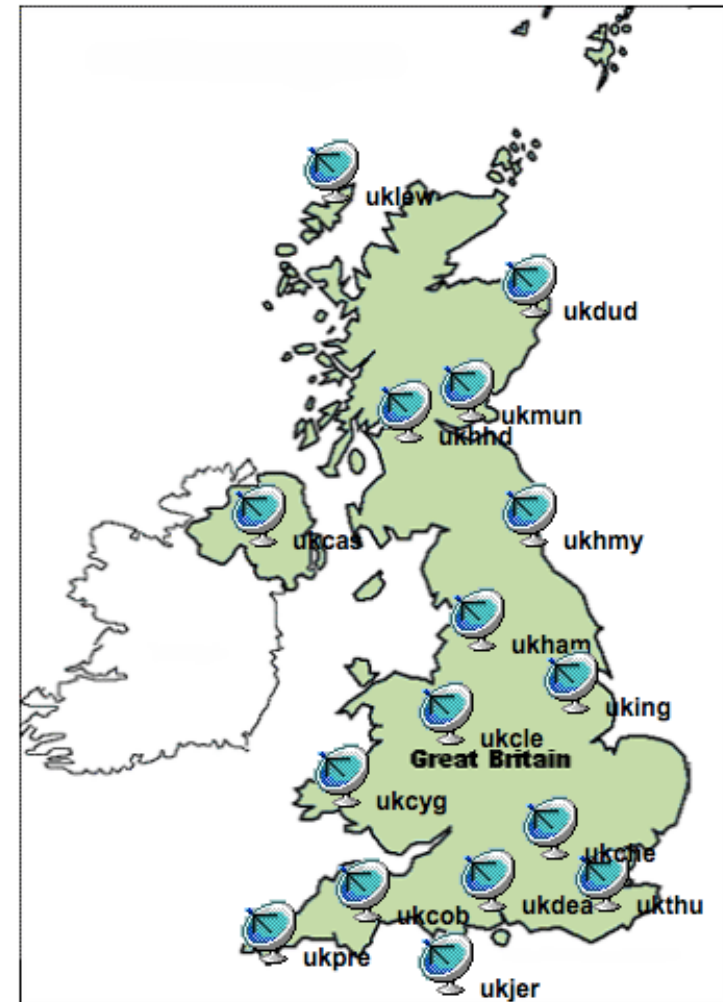 uklew
ukdud
ukmun
ukhhd
ukcas
ukhmy
ukham
uking
ukcle
Great Britain
ukcyg
ukche
ukcob
ukdea
ukthu
ukpre
ukjer